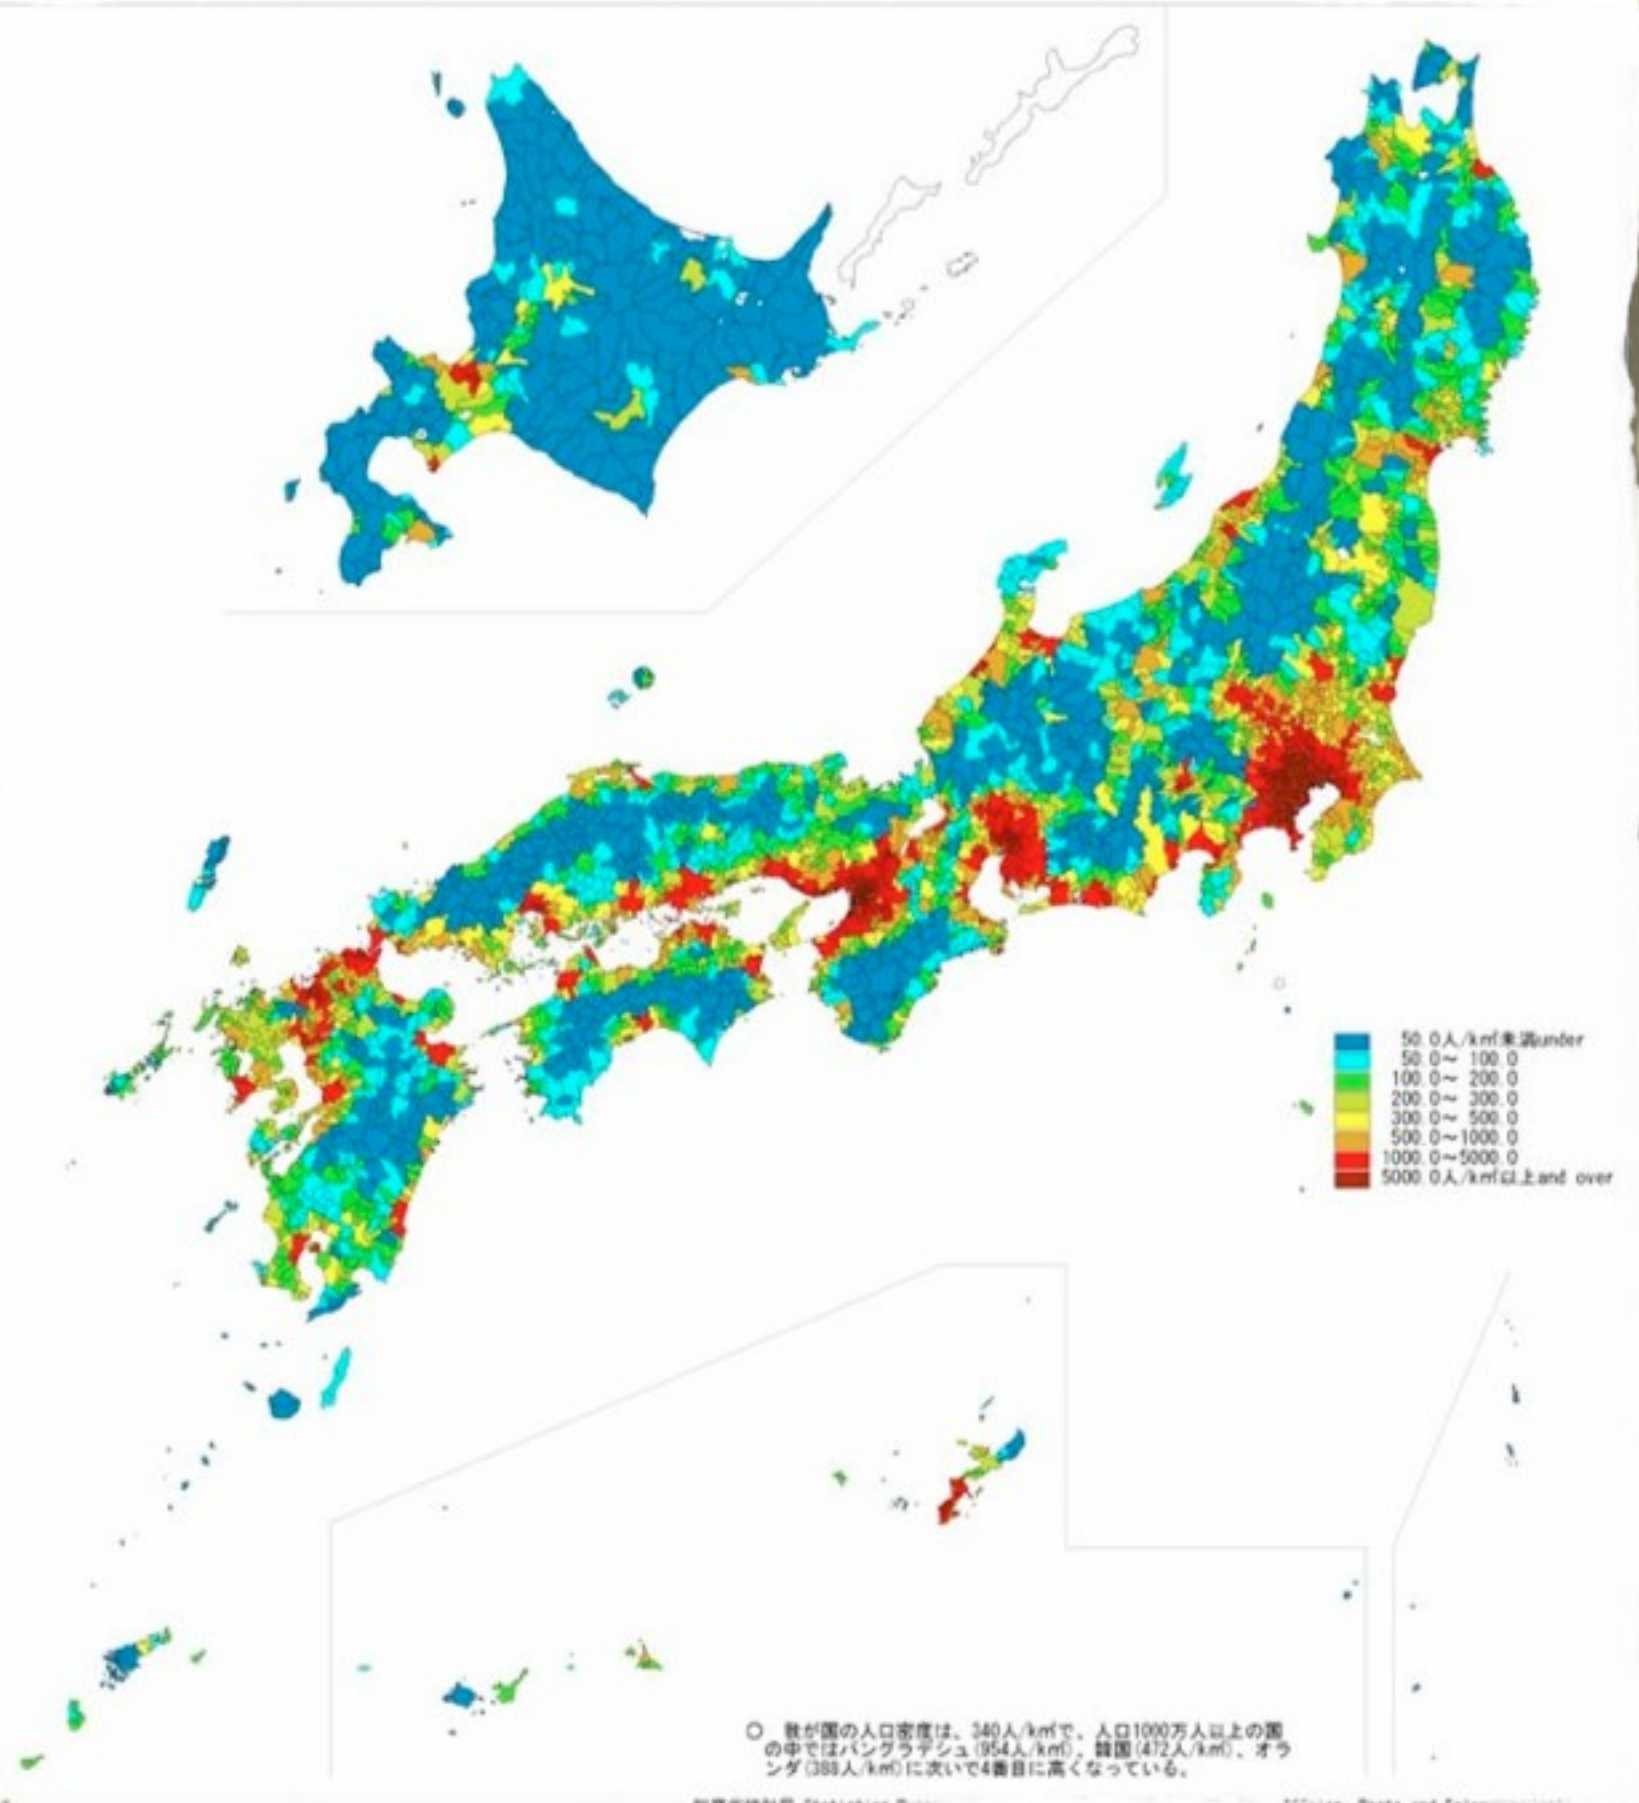 50.0人/k㎡未満under
50.0～ 100.0
100.0～ 200.0
200.0～ 300.0
300.0～ 500.0
500.0～1000.0
1000.0～5000.0
5000.0人/k㎡以上and over
○ 我が国の人口密度は、340人/k㎡で、人口1000万人以上の国
の中ではバングラデシュ(954人/k㎡)、韓国(472人/k㎡)、オラ
ンダ(388人/k㎡)に次いで4番目に高くなっている。